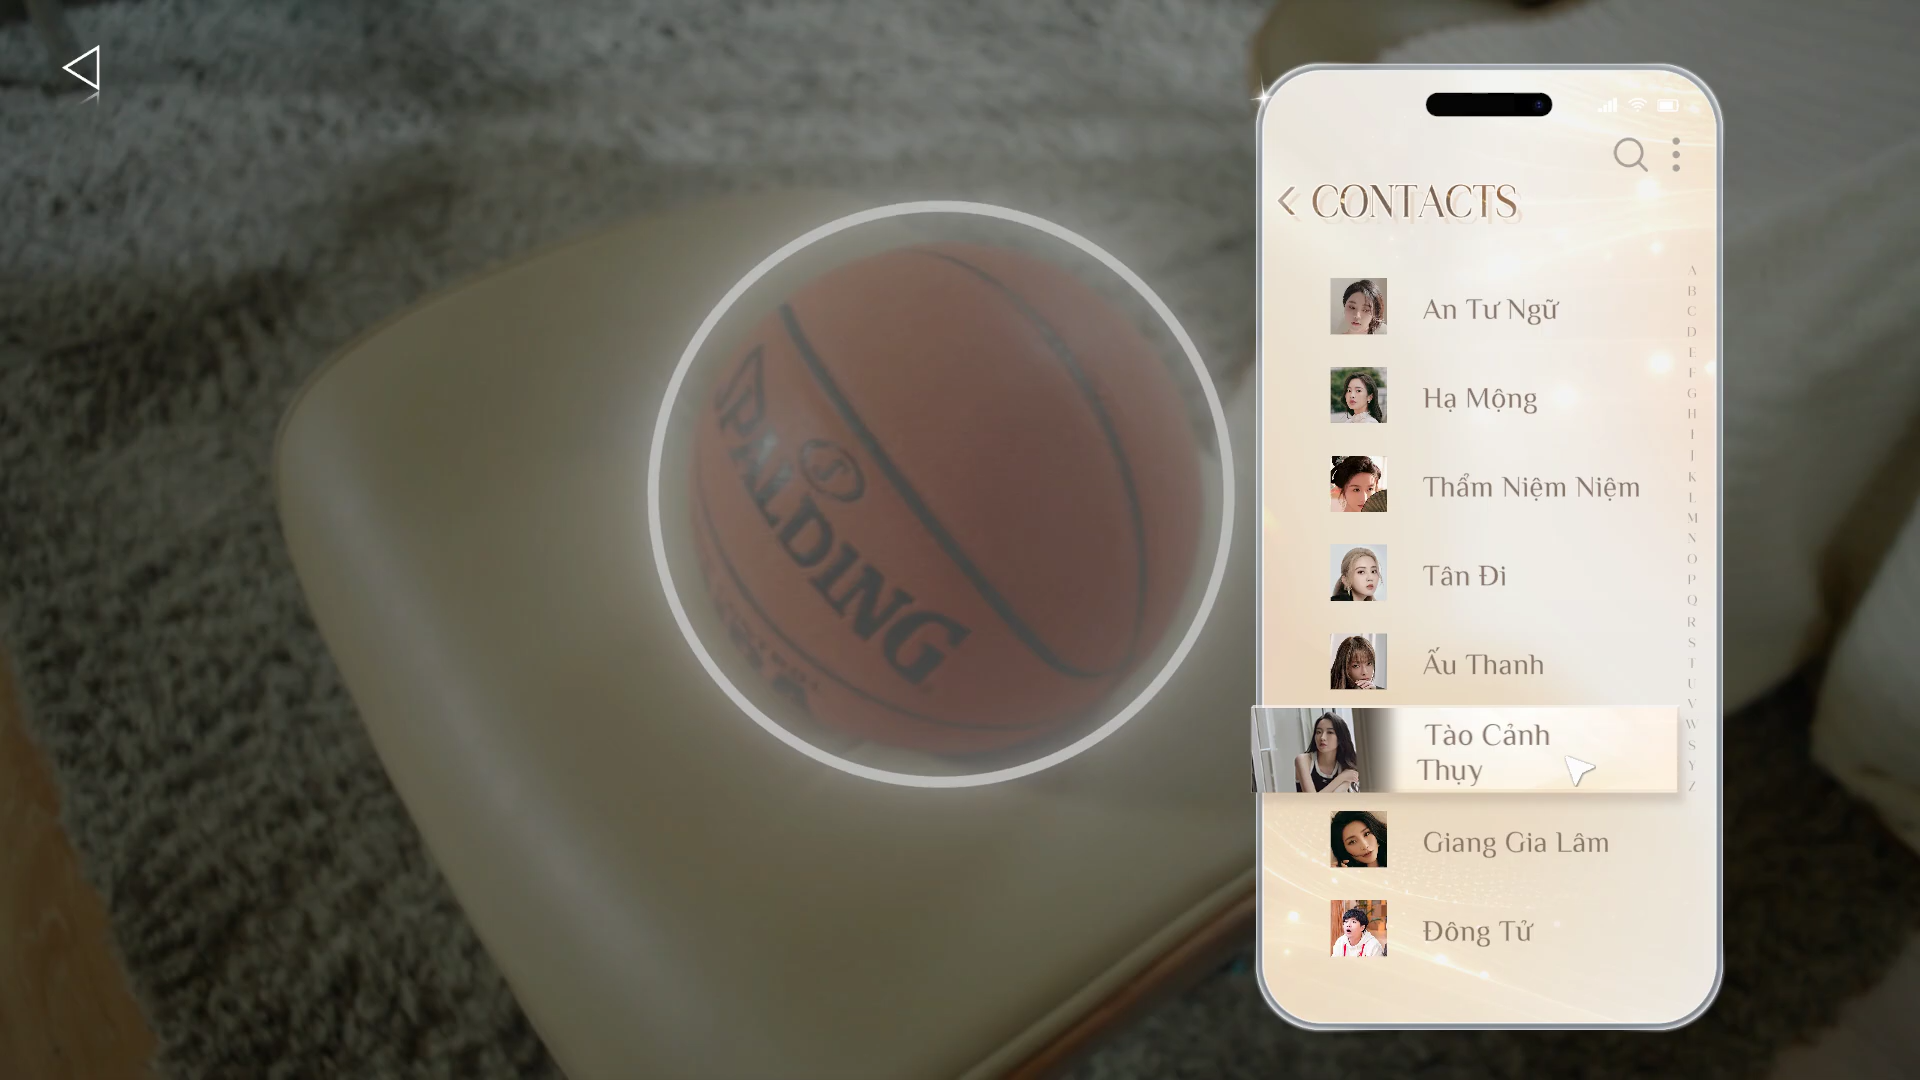 CONTACTS
An Tư Ngữ
Hạ Mộng
Thẩm Niệm Niệm
Tân Đi
Ấu Thanh
Tào Cảnh
Thụy
Giang Gia Lâm
Đông Tử
A
B
C
D
E
F
G
H
I
J
K
L
M
N
O
P
Q
R
S
T
U
V
W
S
Y
Z
SPALDING